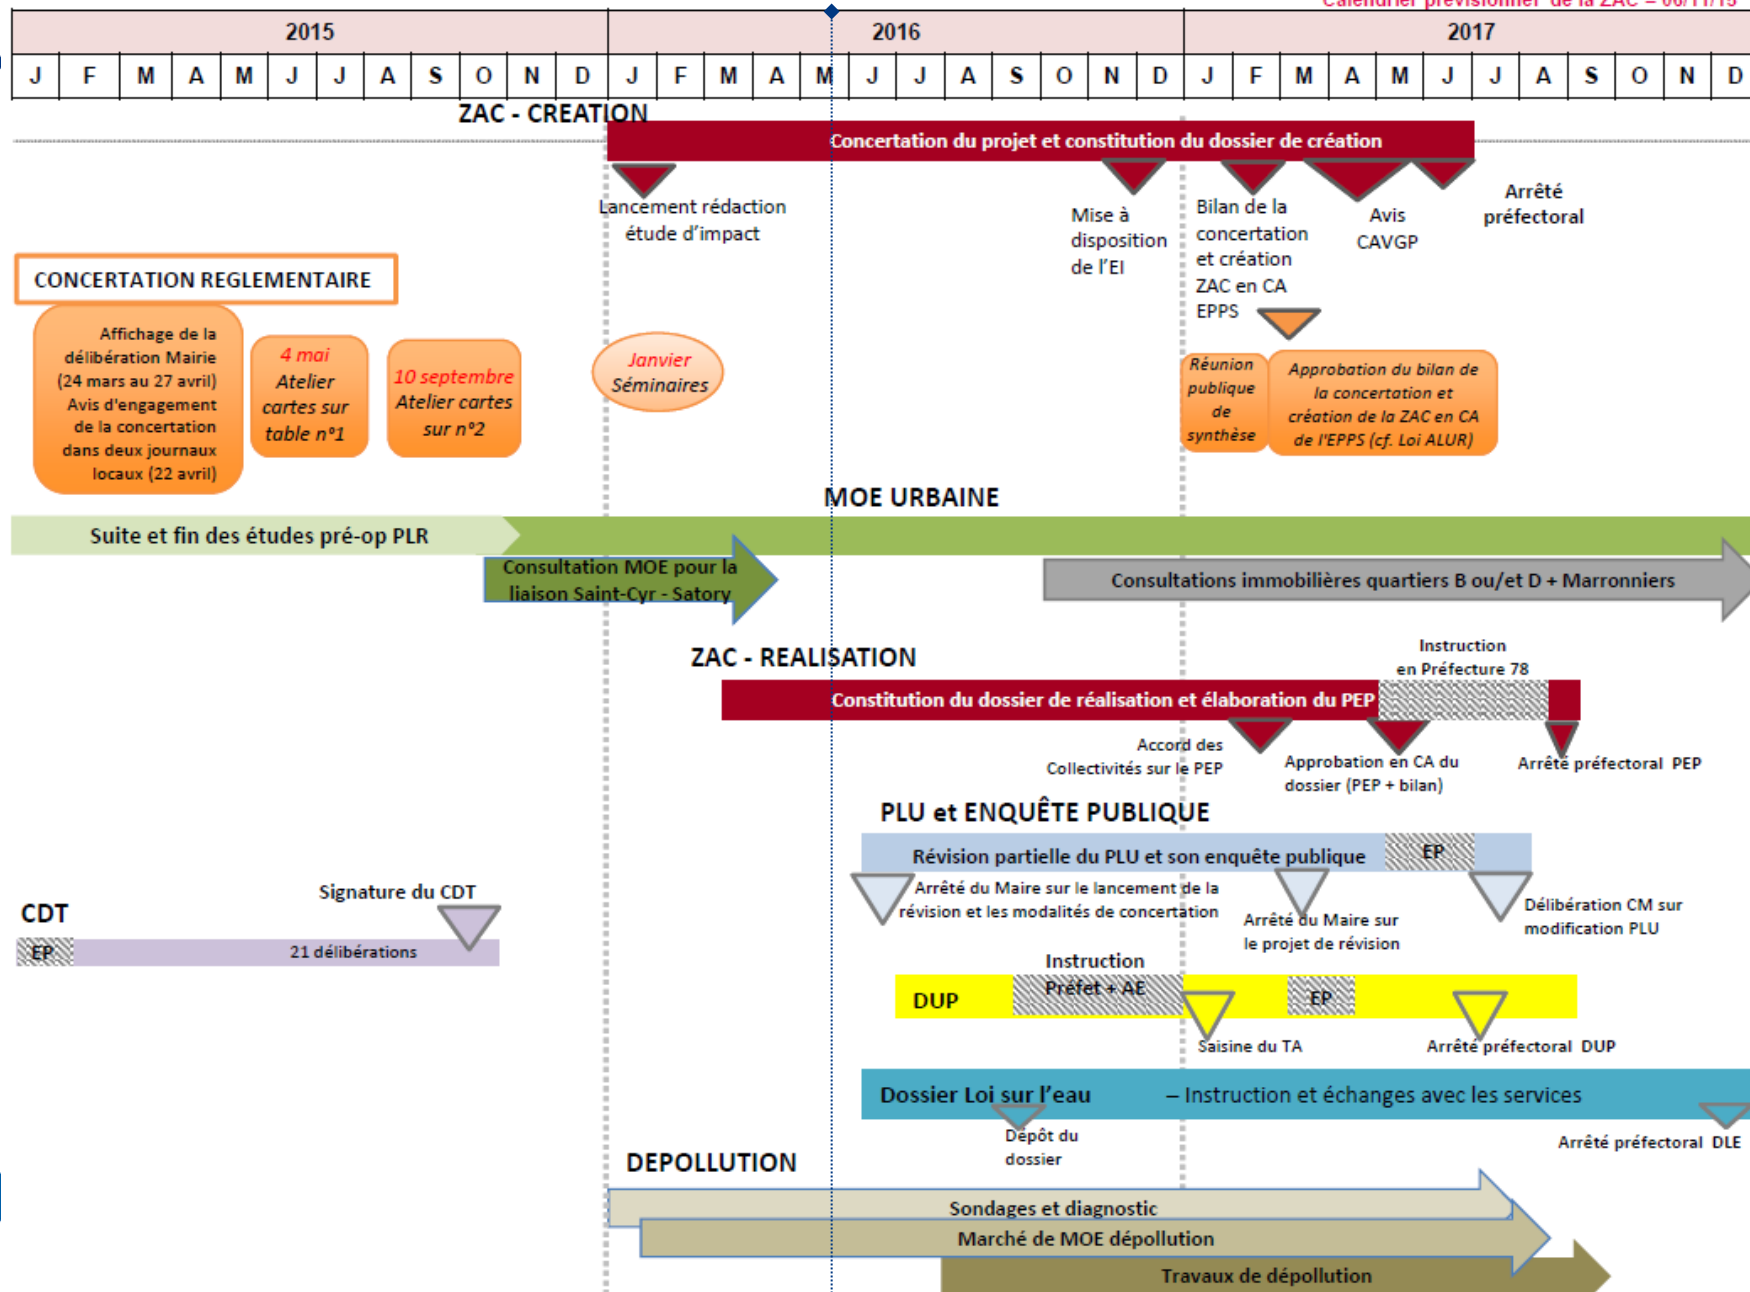 Calendrier prévisionnel de la ZAC – 06/11/15
2015 2016 2017
J F M A M J J A S O N D J F M A M J J A S O N D J F M A M J J A S O N D
ZAC - CREATION
Concertation du projet et constitution du dossier de création
Lancement rédaction
étude d'impact
Mise à
disposition
de l'EI
Bilan de la
concertation
et création
ZAC en CA
EPPS
Avis
CAVGP
Arrêté
préfectoral
CONCERTATION REGLEMENTAIRE
Affichage de la
délibération Mairie
(24 mars au 27 avril)
Avis d'engagement
de la concertation
dans deux journaux
locaux (22 avril)
4 mai
Atelier
cartes sur
table n°1
10 septembre
Atelier cartes
sur n°2
Janvier
Séminaires
Réunion
publique
de
synthèse
Approbation du bilan de
la concertation et
création de la ZAC en CA
de l'EPPS (cf. Loi ALUR)
MOE URBAINE
Suite et fin des études pré-op PLR
Consultation MOE pour la
liaison Saint-Cyr - Satory
Consultations immobilières quartiers B ou/et D + Marronniers
ZAC - REALISATION
Instruction
en Préfecture 78
Constitution du dossier de réalisation et élaboration du PEP
Accord des
Collectivités sur le PEP
Approbation en CA du
dossier (PEP + bilan)
Arrêté préfectoral PEP
PLU et ENQUÊTE PUBLIQUE
Révision partielle du PLU et son enquête publique
EP
Arrêté du Maire sur le lancement de la
révision et les modalités de concertation
Arrêté du Maire sur
le projet de révision
Délibération CM sur
modification PLU
Signature du CDT
CDT
EP
21 délibérations
Instruction
Préfet + AE
DUP
EP
Saisine du TA
Arrêté préfectoral DUP
Dossier Loi sur l'eau – Instruction et échanges avec les services
Dépôt du
dossier
Arrêté préfectoral DLE
DEPOLLUTION
Sondages et diagnostic
Marché de MOE dépollution
Travaux de dépollution